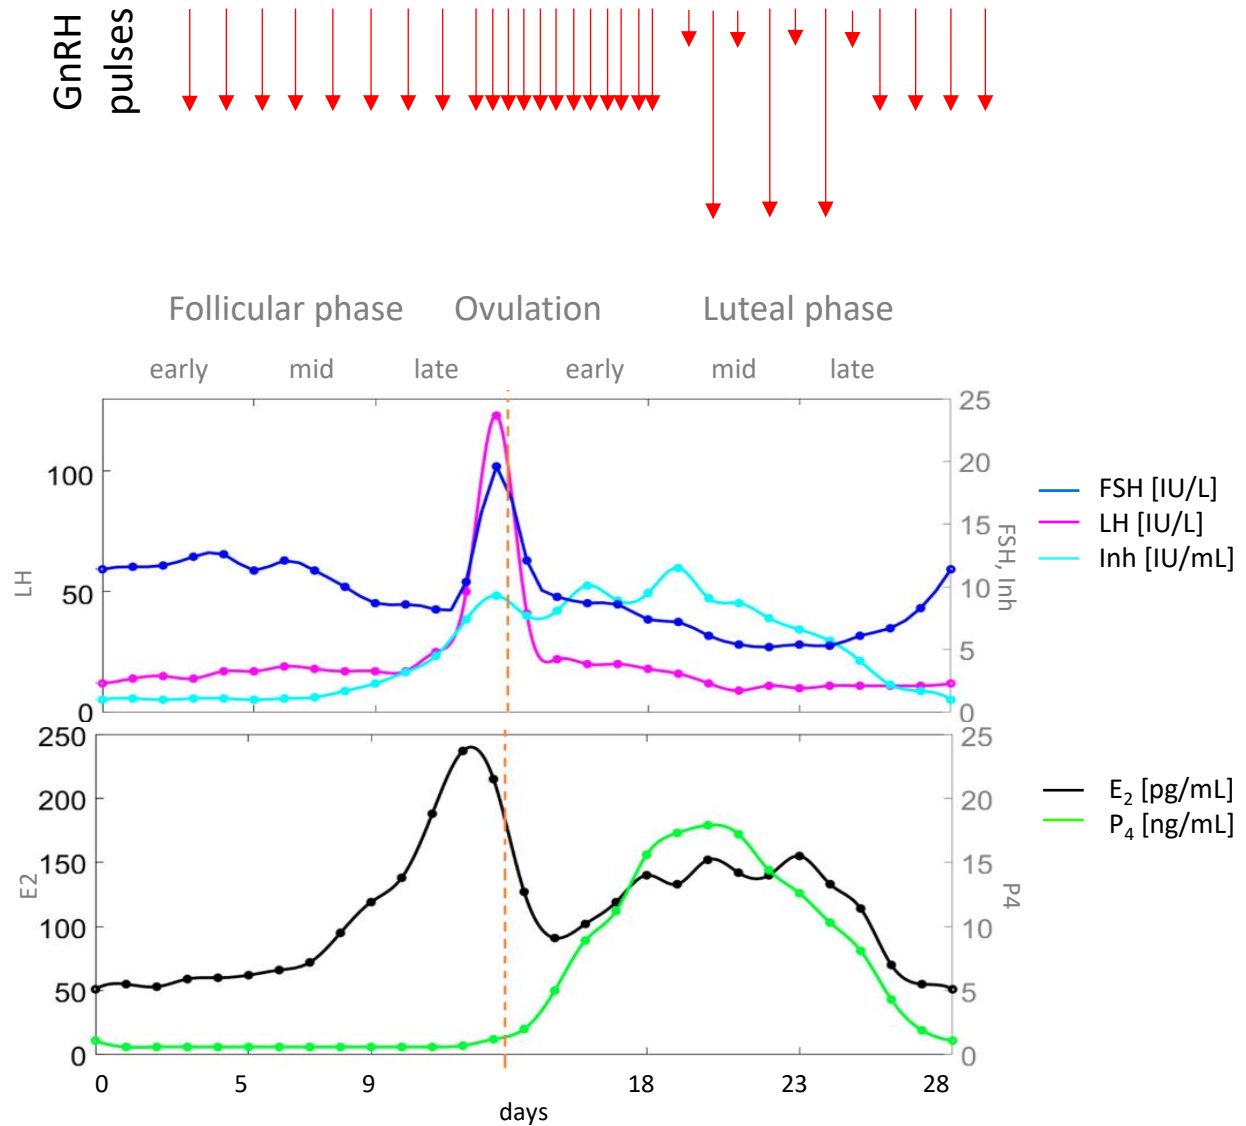 GnRH
pulses
Follicular phase Ovulation Luteal phase
early mid late early mid late
LH
100
50
0
25
20
15
10
5
0
FSH, Inh
FSH [IU/L]
LH [IU/L]
Inh [IU/mL]
E2
250
200
150
100
50
0
25
20
15
10
5
0
P4
E₂ [pg/mL]
P₄ [ng/mL]
0 5 9 18 23 28
days